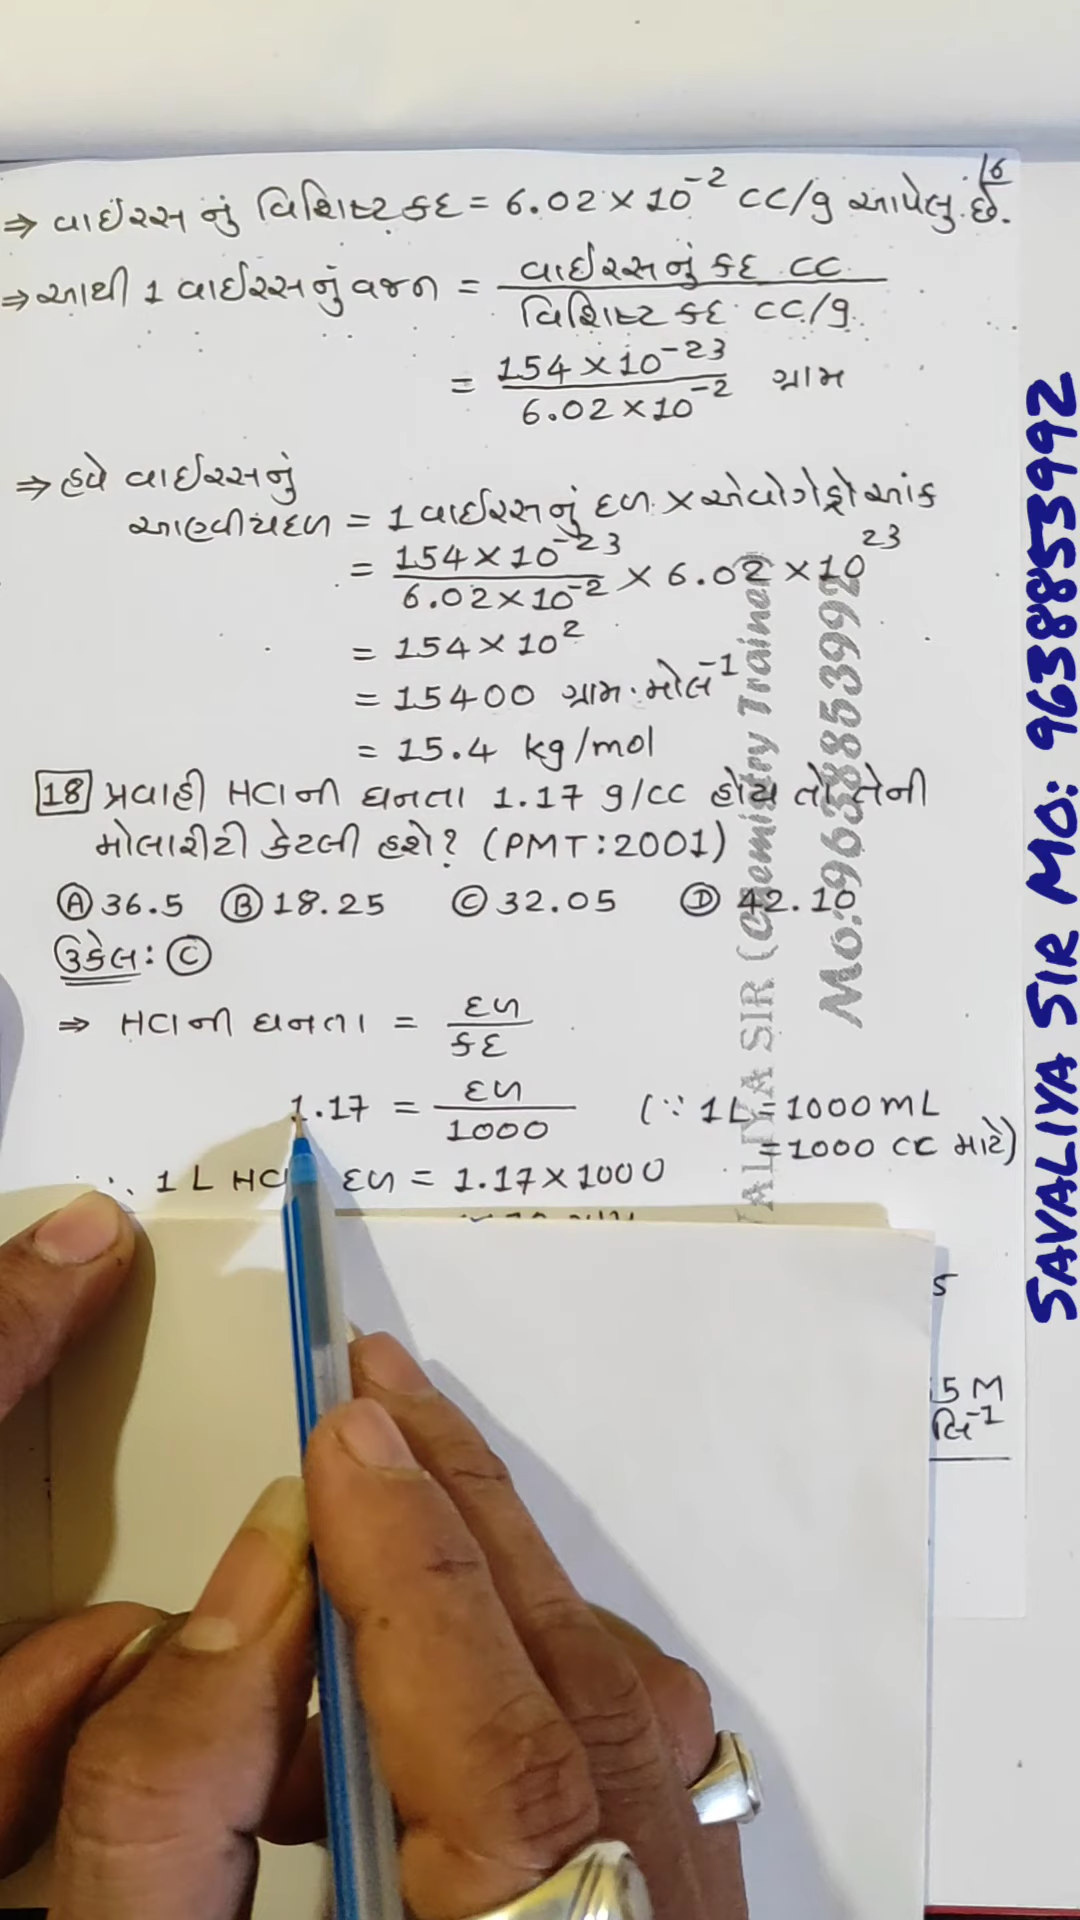 16
⇒ વાઈરસ નું વિશિષ્ટ કદ = 6.02 × 10⁻² CC/g આપેલુ છે.
⇒ આથી 1 વાઈરસનું વજન = વાઈરસનું કદ CC / વિશિષ્ટ કદ CC/g
= 154 × 10⁻²³ / 6.02 × 10⁻² ગ્રામ
⇒ હવે વાઈરસનું
આણ્વીયદળ = 1 વાઈરસનું દળ × એવોગેડ્રો આંક
= 154 × 10⁻²³ / 6.02 × 10⁻² × 6.02 × 10²³
= 154 × 10²
= 15400 ગ્રામ·મોલ⁻¹
= 15.4 kg/mol
18 પ્રવાહી HCl ની ઘનતા 1.17 g/cc હોય તો તેની
મોલારીટી કેટલી હશે? (PMT:2001)
Ⓐ 36.5 Ⓑ 18.25 Ⓒ 32.05 Ⓓ 42.10
ઉકેલ: Ⓒ
⇒ HCl ની ઘનતા = દળ / કદ
1.17 = દળ / 1000 (∵ 1 L = 1000 mL
= 1000 CC માટે)
∴ 1 L HC દળ = 1.17 × 1000
5
5 M
ALIYA SIR (Chemistry Trainer)
Mo:9638853992
SAVALIYA SIR MO: 9638853992